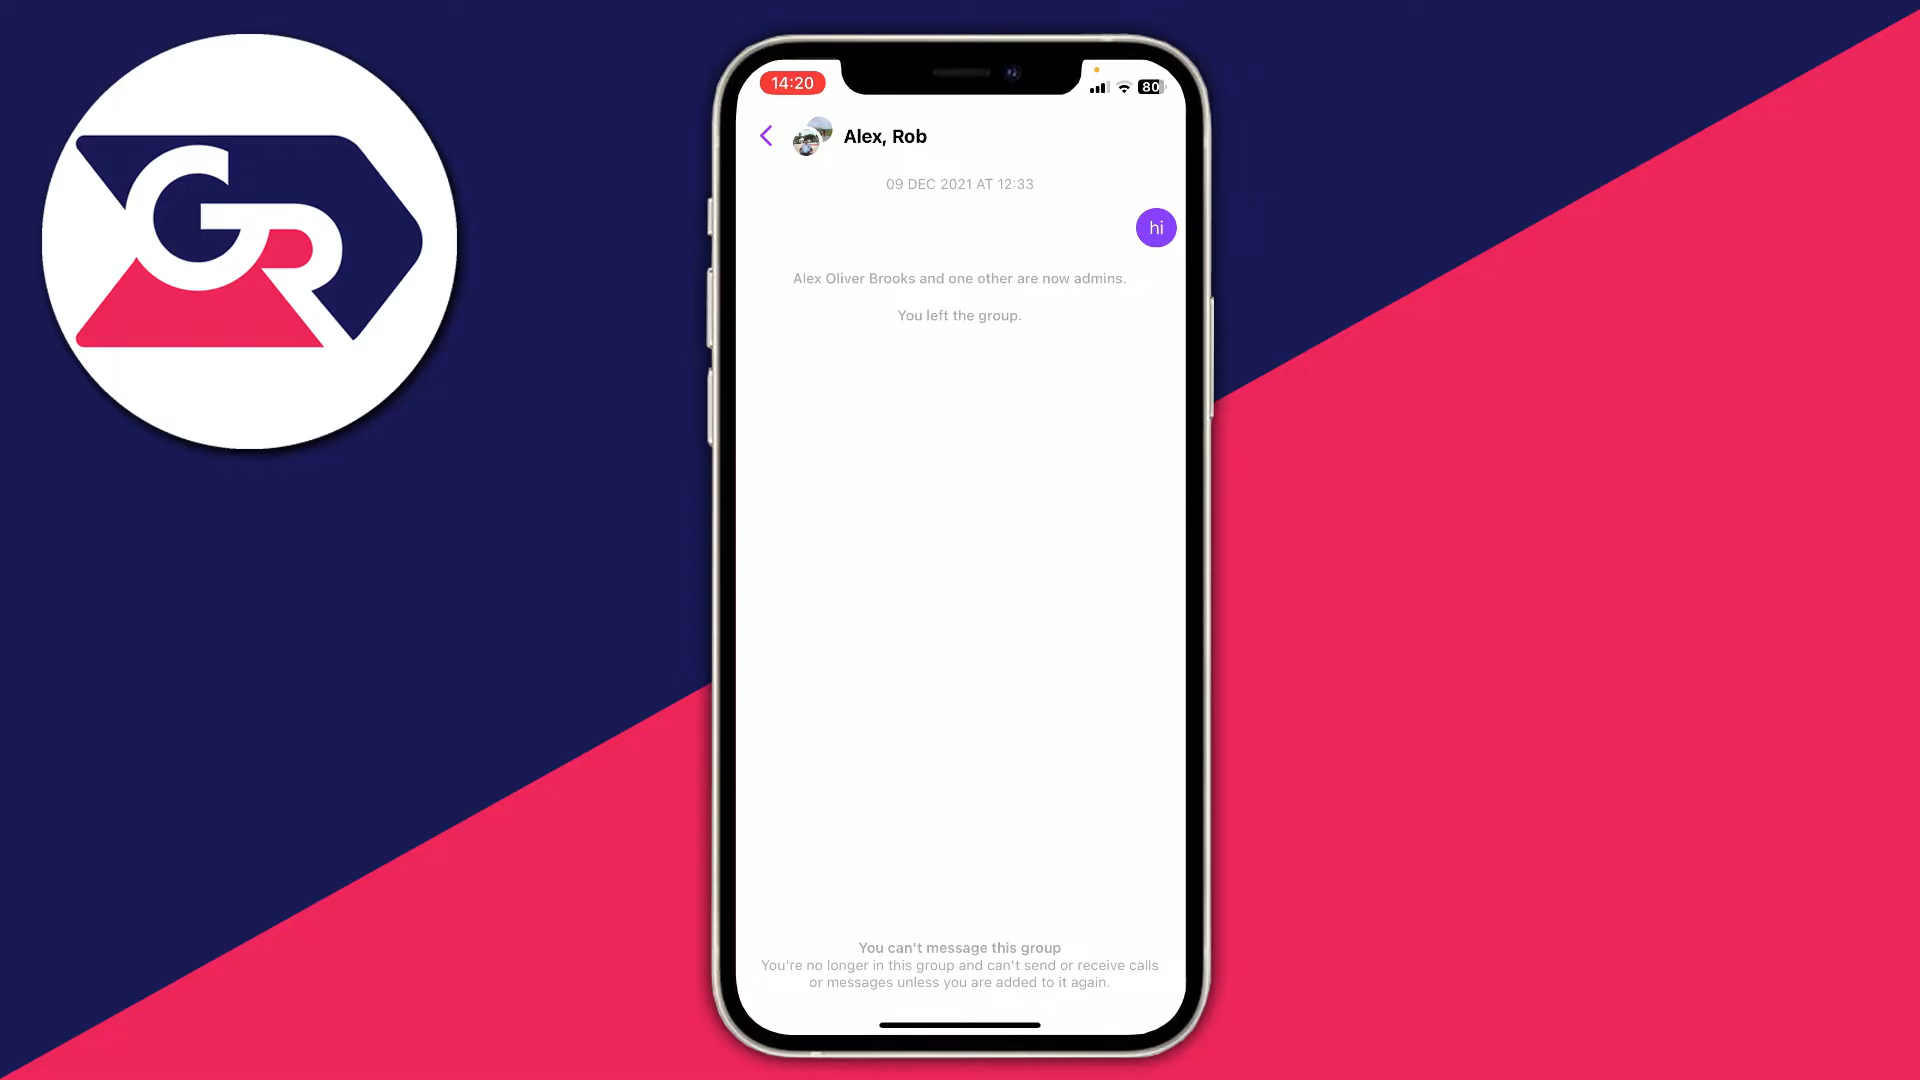 GR
14:20
80
Alex, Rob
09 DEC 2021 AT 12:33
hi
Alex Oliver Brooks and one other are now admins.
You left the group.
You can't message this group
You're no longer in this group and can't send or receive calls
or messages unless you are added to it again.